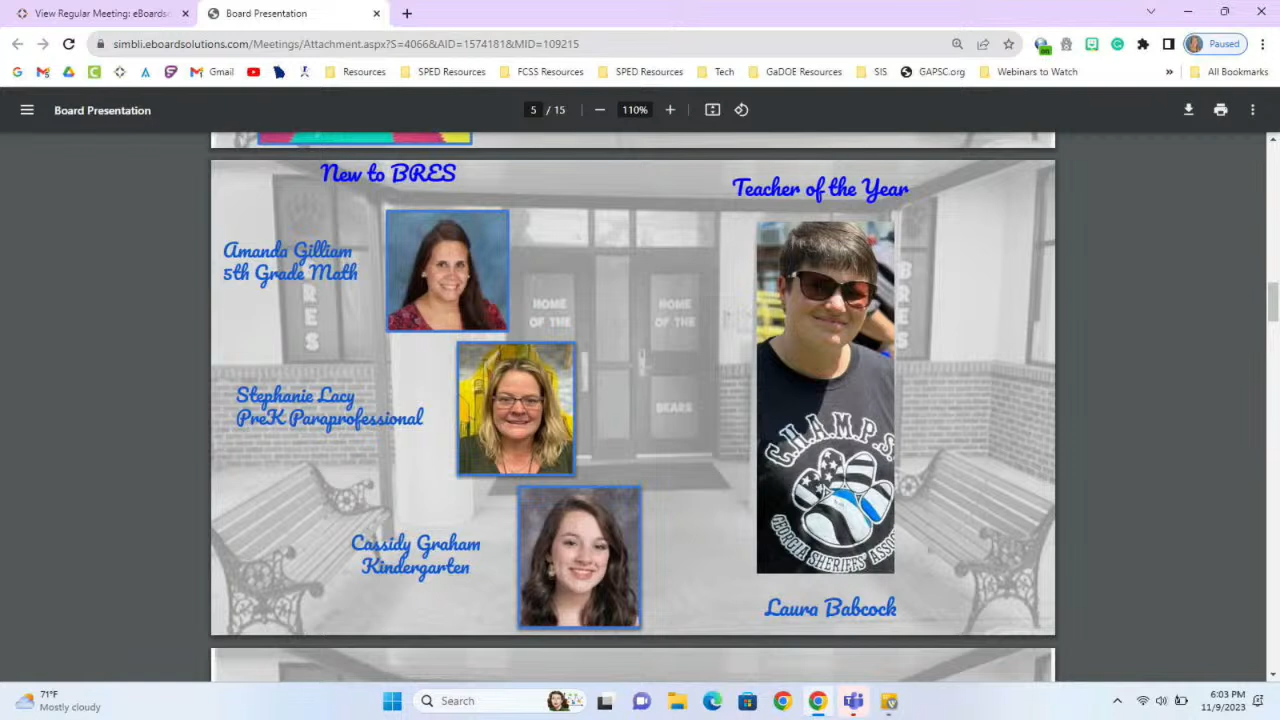 View Regular Meeting: eBoards
Board Presentation
simbli.eboardsolutions.com/Meetings/Attachment.aspx?S=4066&AID=1574181&MID=109215
Paused
Gmail
Resources
SPED Resources
FCSS Resources
SPED Resources
Tech
GaDOE Resources
SIS
GAPSC.org
Webinars to Watch
All Bookmarks
Board Presentation
5 / 15
110%
New to BRES
Teacher of the Year
Amanda Gilliam
5th Grade Math
BRES
HOME
OF THE
HOME
OF THE
BEARS
BRES
Stephanie Lacy
PreK Paraprofessional
C.H.A.M.P.S.
GEORGIA SHERIFFS' ASSOC
Cassidy Graham
Kindergarten
Laura Babcock
71°F
Mostly cloudy
Search
6:03 PM
11/9/2023